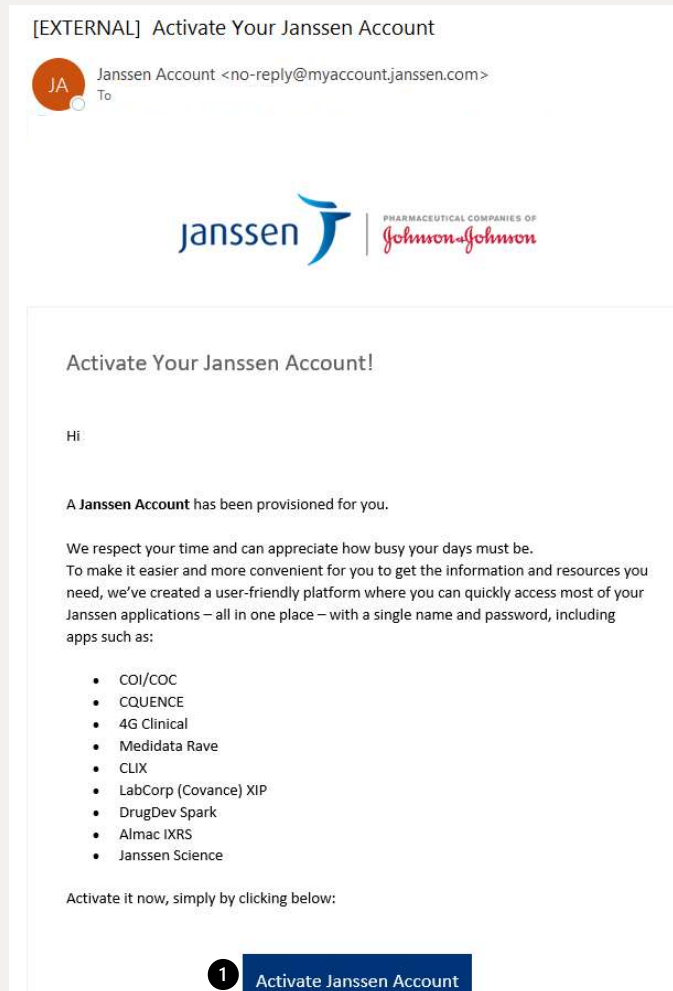 [EXTERNAL] Activate Your Janssen Account
JA
Janssen Account <no-reply@myaccount.janssen.com>
To
janssen
PHARMACEUTICAL COMPANIES OF
Johnson & Johnson
Activate Your Janssen Account!
Hi
A Janssen Account has been provisioned for you.
We respect your time and can appreciate how busy your days must be.
To make it easier and more convenient for you to get the information and resources you
need, we've created a user-friendly platform where you can quickly access most of your
Janssen applications – all in one place – with a single name and password, including
apps such as:
• COI/COC
• CQUENCE
• 4G Clinical
• Medidata Rave
• CLIX
• LabCorp (Covance) XIP
• DrugDev Spark
• Almac IXRS
• Janssen Science
Activate it now, simply by clicking below:
1 Activate Janssen Account